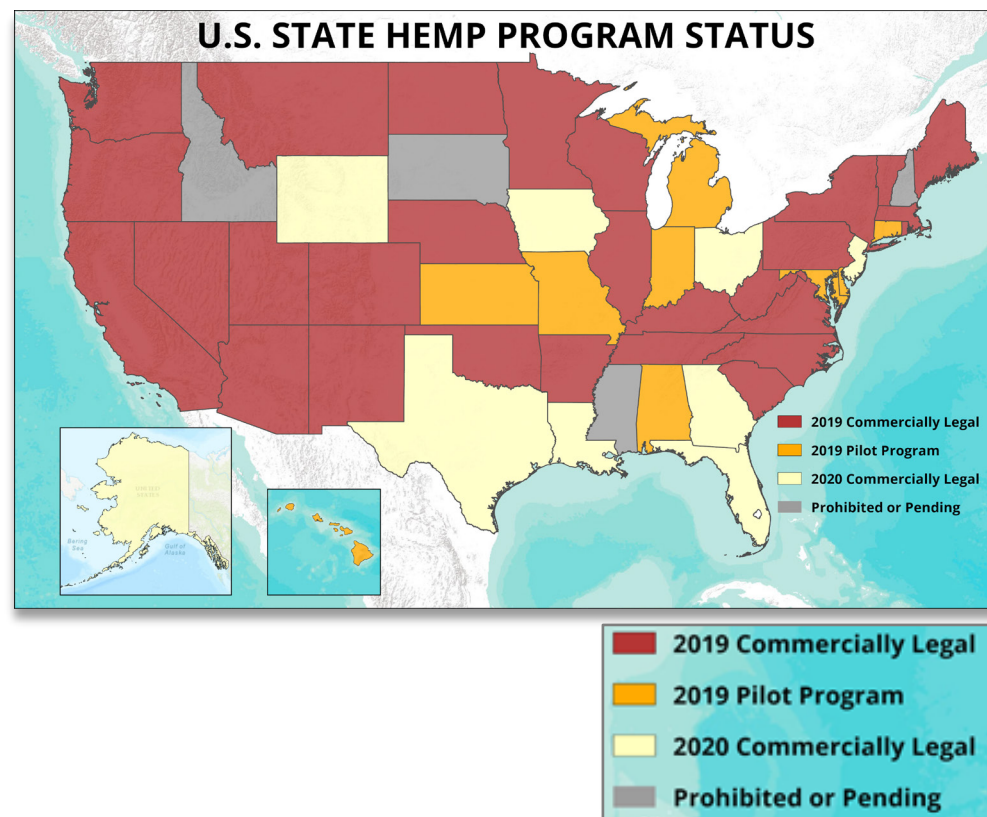 U.S. STATE HEMP PROGRAM STATUS
2019 Commercially Legal
2019 Pilot Program
2020 Commercially Legal
Prohibited or Pending
Bering
Sea
Gulf of
Alaska
2019 Commercially Legal
2019 Pilot Program
2020 Commercially Legal
Prohibited or Pending